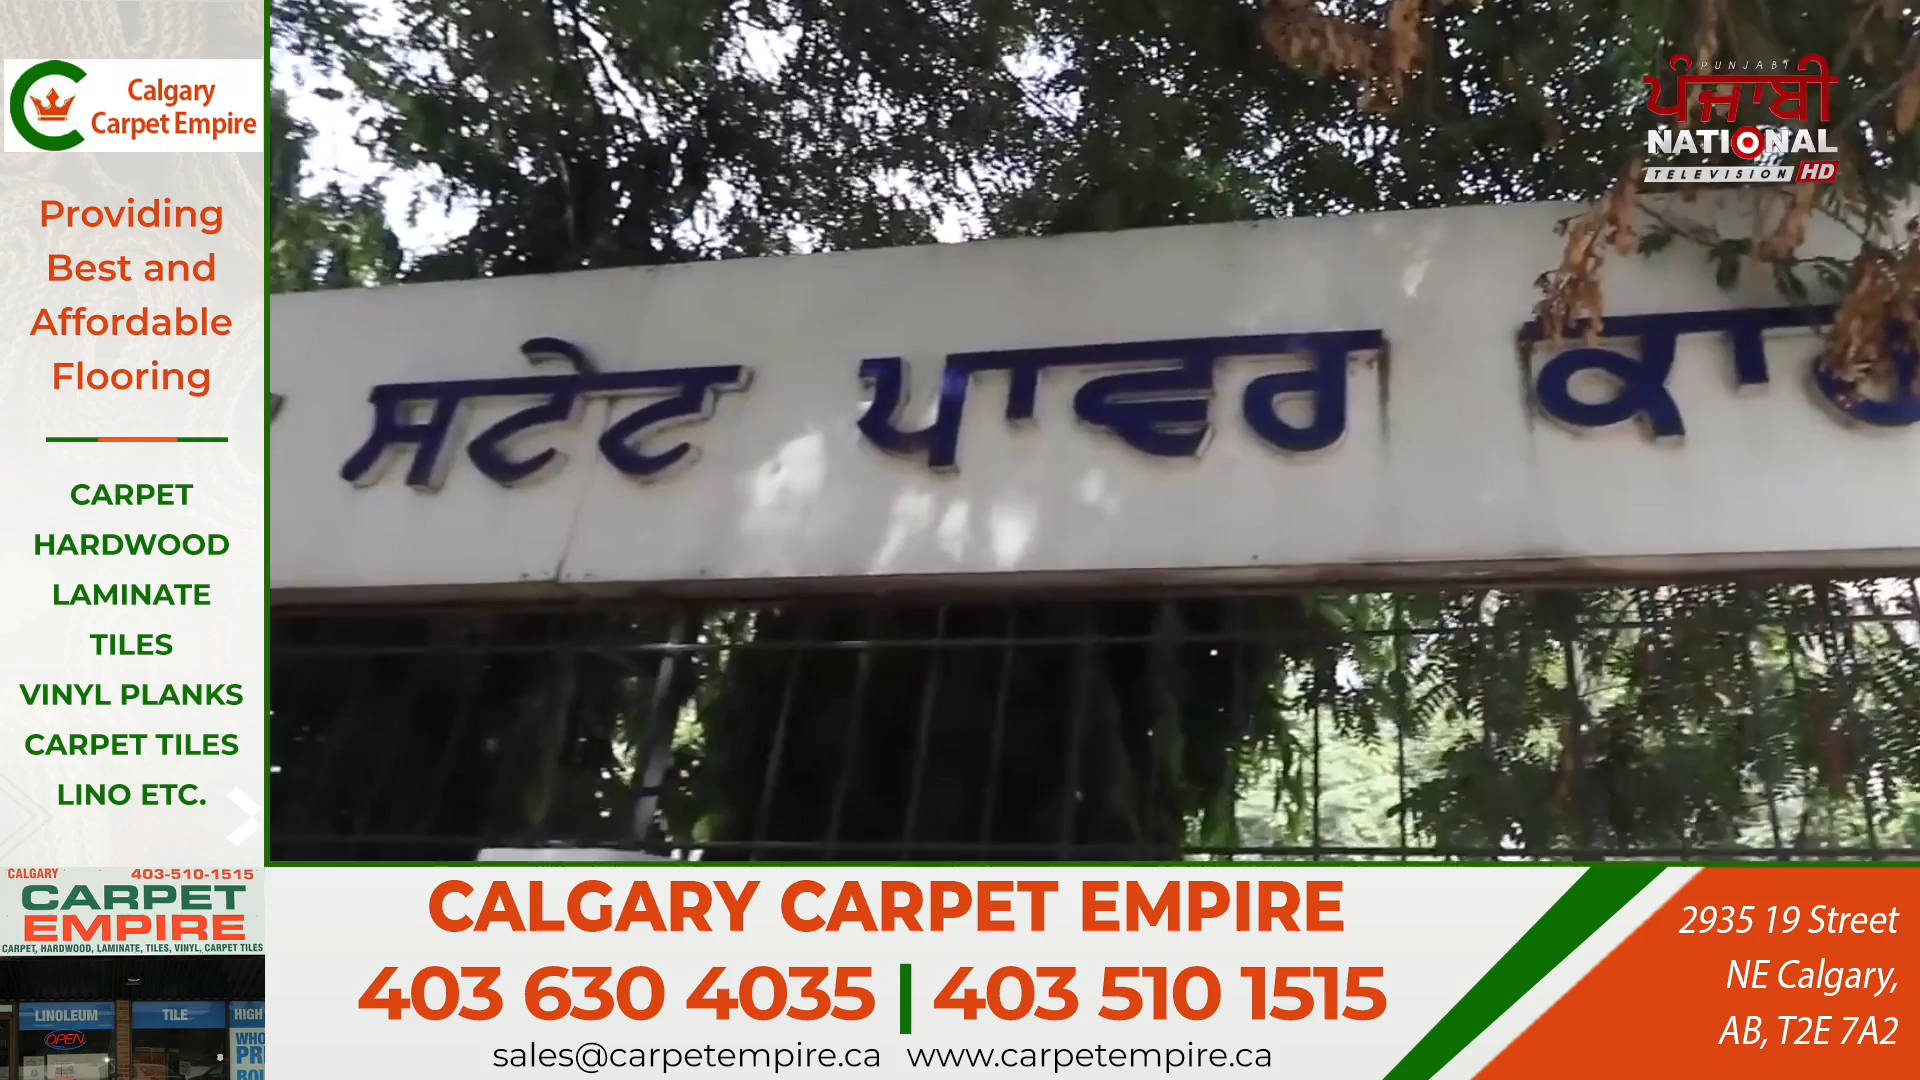 Calgary
Carpet Empire
Providing
Best and
Affordable
Flooring
CARPET
HARDWOOD
LAMINATE
TILES
VINYL PLANKS
CARPET TILES
LINO ETC.
CALGARY 403-510-1515
CARPET
EMPIRE
CARPET, HARDWOOD, LAMINATE, TILES, VINYL, CARPET TILES
LINOLEUM TILE HIGH
OPEN
PUNJABI
ਪੰਜਾਬੀ
NATIONAL
TELEVISION HD
ਸਟੇਟ ਪਾਵਰ
CALGARY CARPET EMPIRE
403 630 4035 | 403 510 1515
sales@carpetempire.ca www.carpetempire.ca
2935 19 Street
NE Calgary,
AB, T2E 7A2